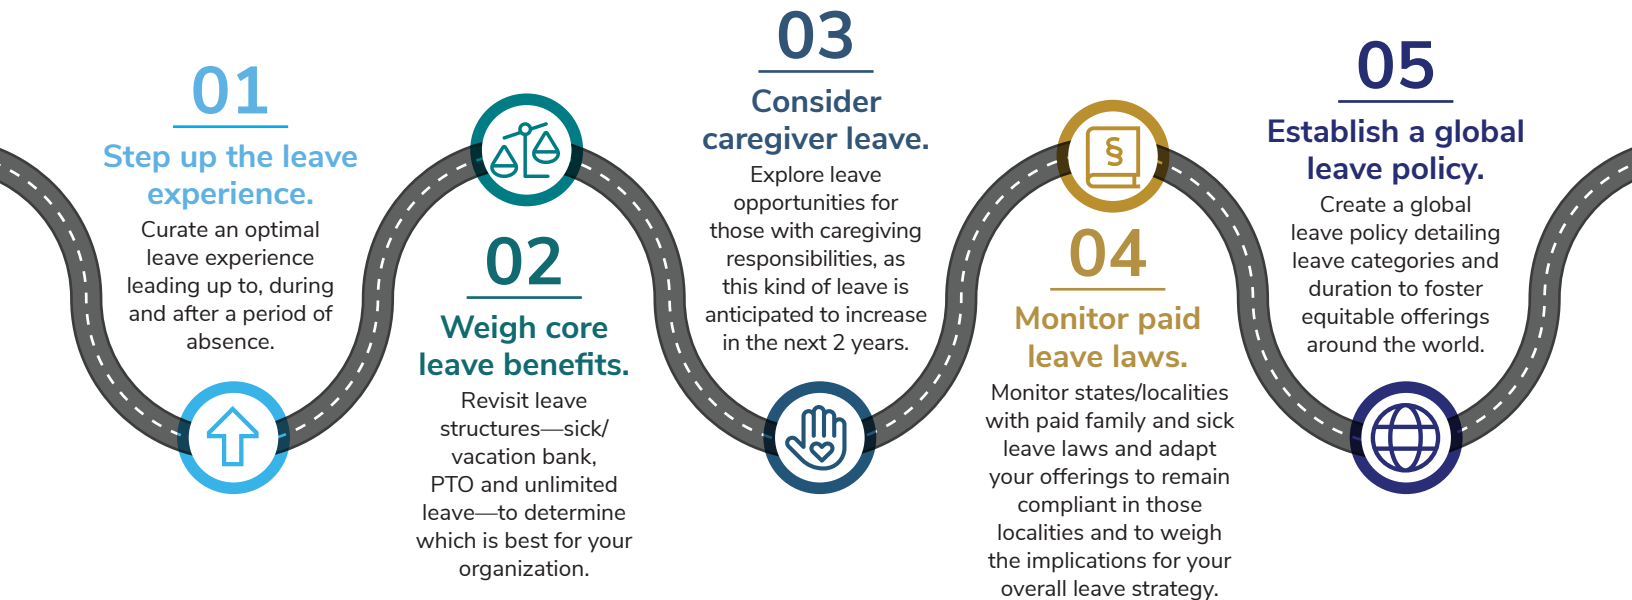 01
Step up the leave
experience.
Curate an optimal
leave experience
leading up to, during
and after a period of
absence.
02
Weigh core
leave benefits.
Revisit leave
structures—sick/
vacation bank,
PTO and unlimited
leave—to determine
which is best for your
organization.
03
Consider
caregiver leave.
Explore leave
opportunities for
those with caregiving
responsibilities, as
this kind of leave is
anticipated to increase
in the next 2 years.
§
04
Monitor paid
leave laws.
Monitor states/localities
with paid family and sick
leave laws and adapt
your offerings to remain
compliant in those
localities and to weigh
the implications for your
overall leave strategy.
05
Establish a global
leave policy.
Create a global
leave policy detailing
leave categories and
duration to foster
equitable offerings
around the world.